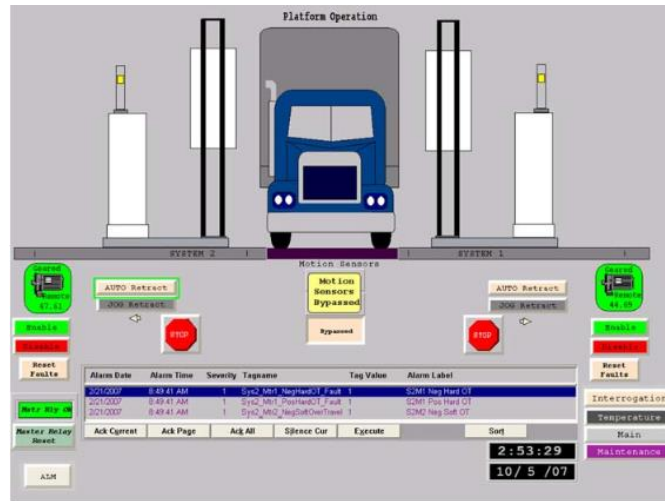 Platform Operation
SYSTEM 2
SYSTEM 1
Motion Sensors
Geared
Remote
47.61
AUTO Retract
JOG Retract
STOP
Motion
Sensors
Bypassed
Bypassed
AUTO Retract
JOG Retract
STOP
Geared
Remote
44.69
Enable
Disable
Reset
Faults
Enable
Disable
Reset
Faults
Alarm Date Alarm Time Severity Tagname Tag Value Alarm Label
2/21/2007 8:49:41 AM 1 Sys2_Mtr1_NegHardOT_Fault 1 S2M1 Neg Hard OT
2/21/2007 8:49:41 AM 1 Sys2_Mtr1_PosHardOT_Fault 1 S2M1 Pos Hard OT
2/21/2007 8:49:41 AM 1 Sys2_Mtr2_NegSoftOverTravel 1 S2M2 Neg Soft OT
Ack Current Ack Page Ack All Silence Cur Execute Sort
Mstr Rly ON
Master Relay
Reset
ALM
2:53:29
10/ 5 /07
Interrogation
Temperature
Main
Maintenance